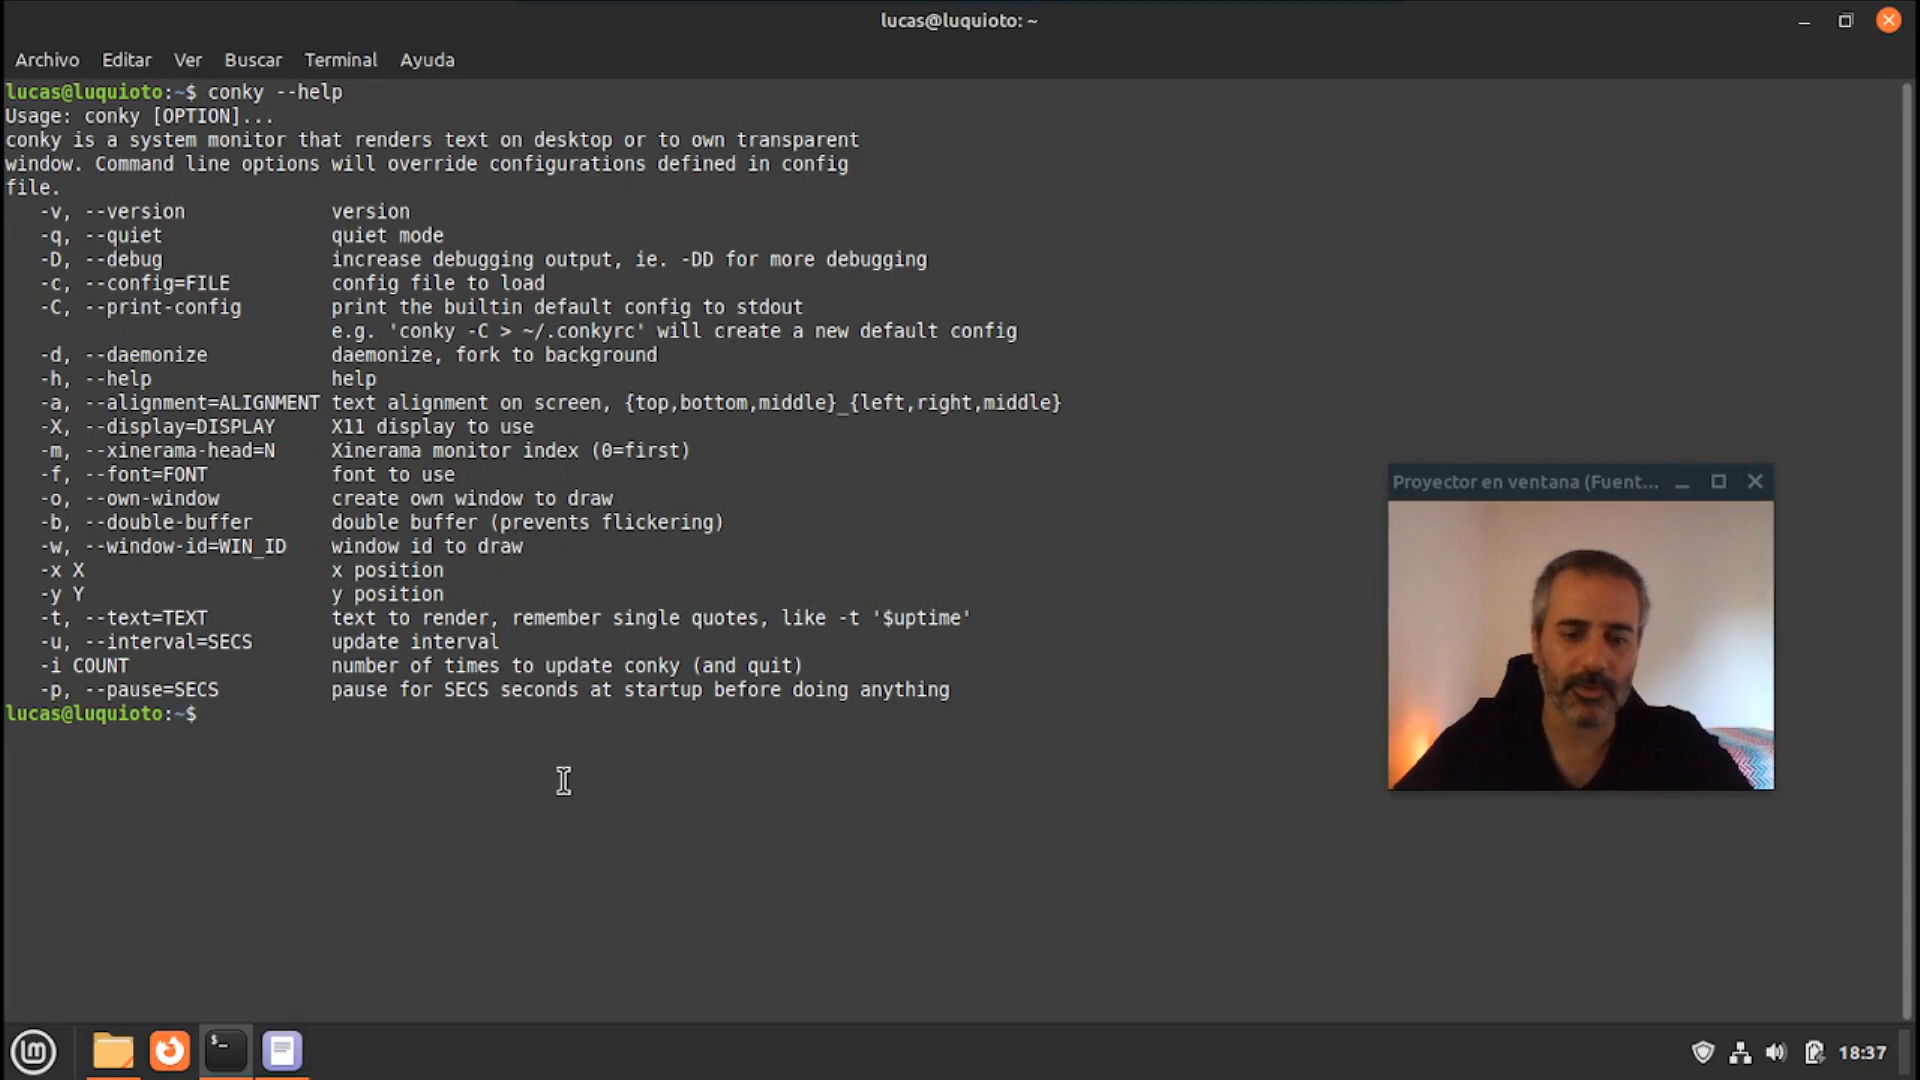 lucas@luquioto: ~
Archivo Editar Ver Buscar Terminal Ayuda
lucas@luquioto:~$ conky --help
Usage: conky [OPTION]...
conky is a system monitor that renders text on desktop or to own transparent
window. Command line options will override configurations defined in config
file.
   -v, --version             version
   -q, --quiet               quiet mode
   -D, --debug               increase debugging output, ie. -DD for more debugging
   -c, --config=FILE         config file to load
   -C, --print-config        print the builtin default config to stdout
                             e.g. 'conky -C > ~/.conkyrc' will create a new default config
   -d, --daemonize           daemonize, fork to background
   -h, --help                help
   -a, --alignment=ALIGNMENT text alignment on screen, {top,bottom,middle}_{left,right,middle}
   -X, --display=DISPLAY     X11 display to use
   -m, --xinerama-head=N     Xinerama monitor index (0=first)
   -f, --font=FONT           font to use
   -o, --own-window          create own window to draw
   -b, --double-buffer       double buffer (prevents flickering)
   -w, --window-id=WIN_ID    window id to draw
   -x X                      x position
   -y Y                      y position
   -t, --text=TEXT           text to render, remember single quotes, like -t '$uptime'
   -u, --interval=SECS       update interval
   -i COUNT                  number of times to update conky (and quit)
   -p, --pause=SECS          pause for SECS seconds at startup before doing anything
lucas@luquioto:~$
Proyector en ventana (Fuent...
$_
18:37